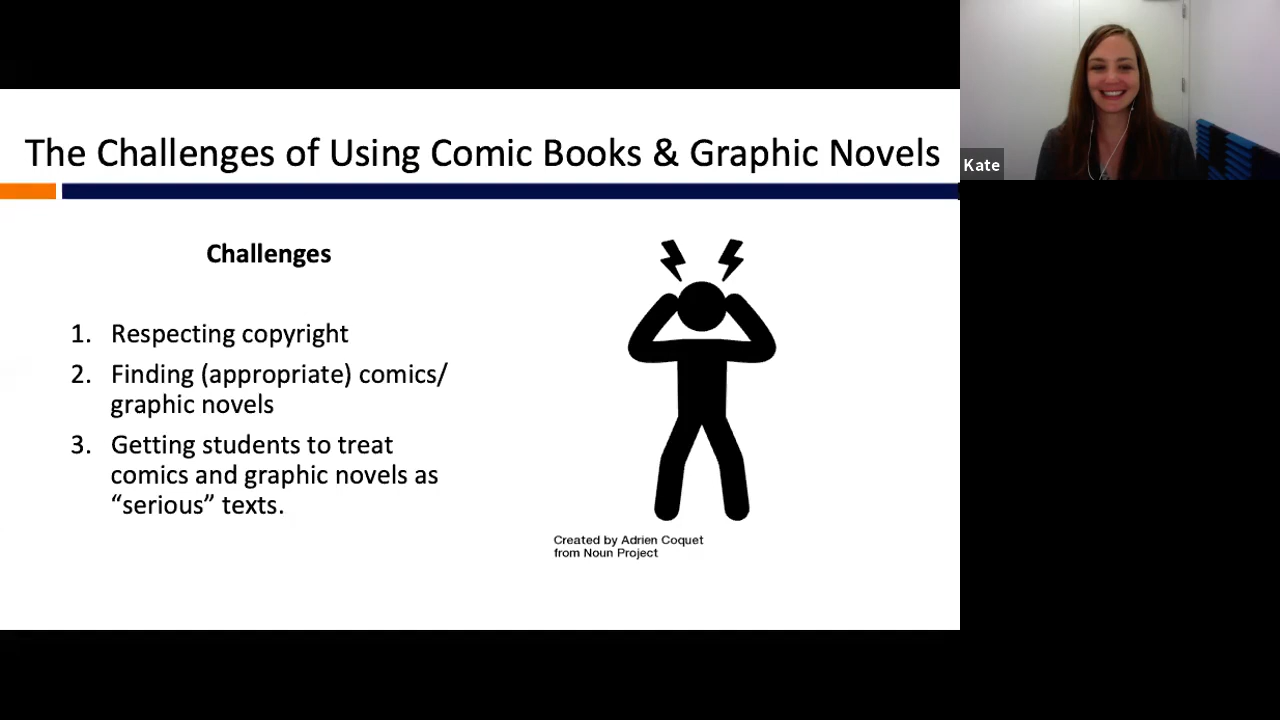 The Challenges of Using Comic Books & Graphic Novels
Kate
Challenges
1. Respecting copyright
2. Finding (appropriate) comics/
graphic novels
3. Getting students to treat
comics and graphic novels as
“serious” texts.
Created by Adrien Coquet
from Noun Project